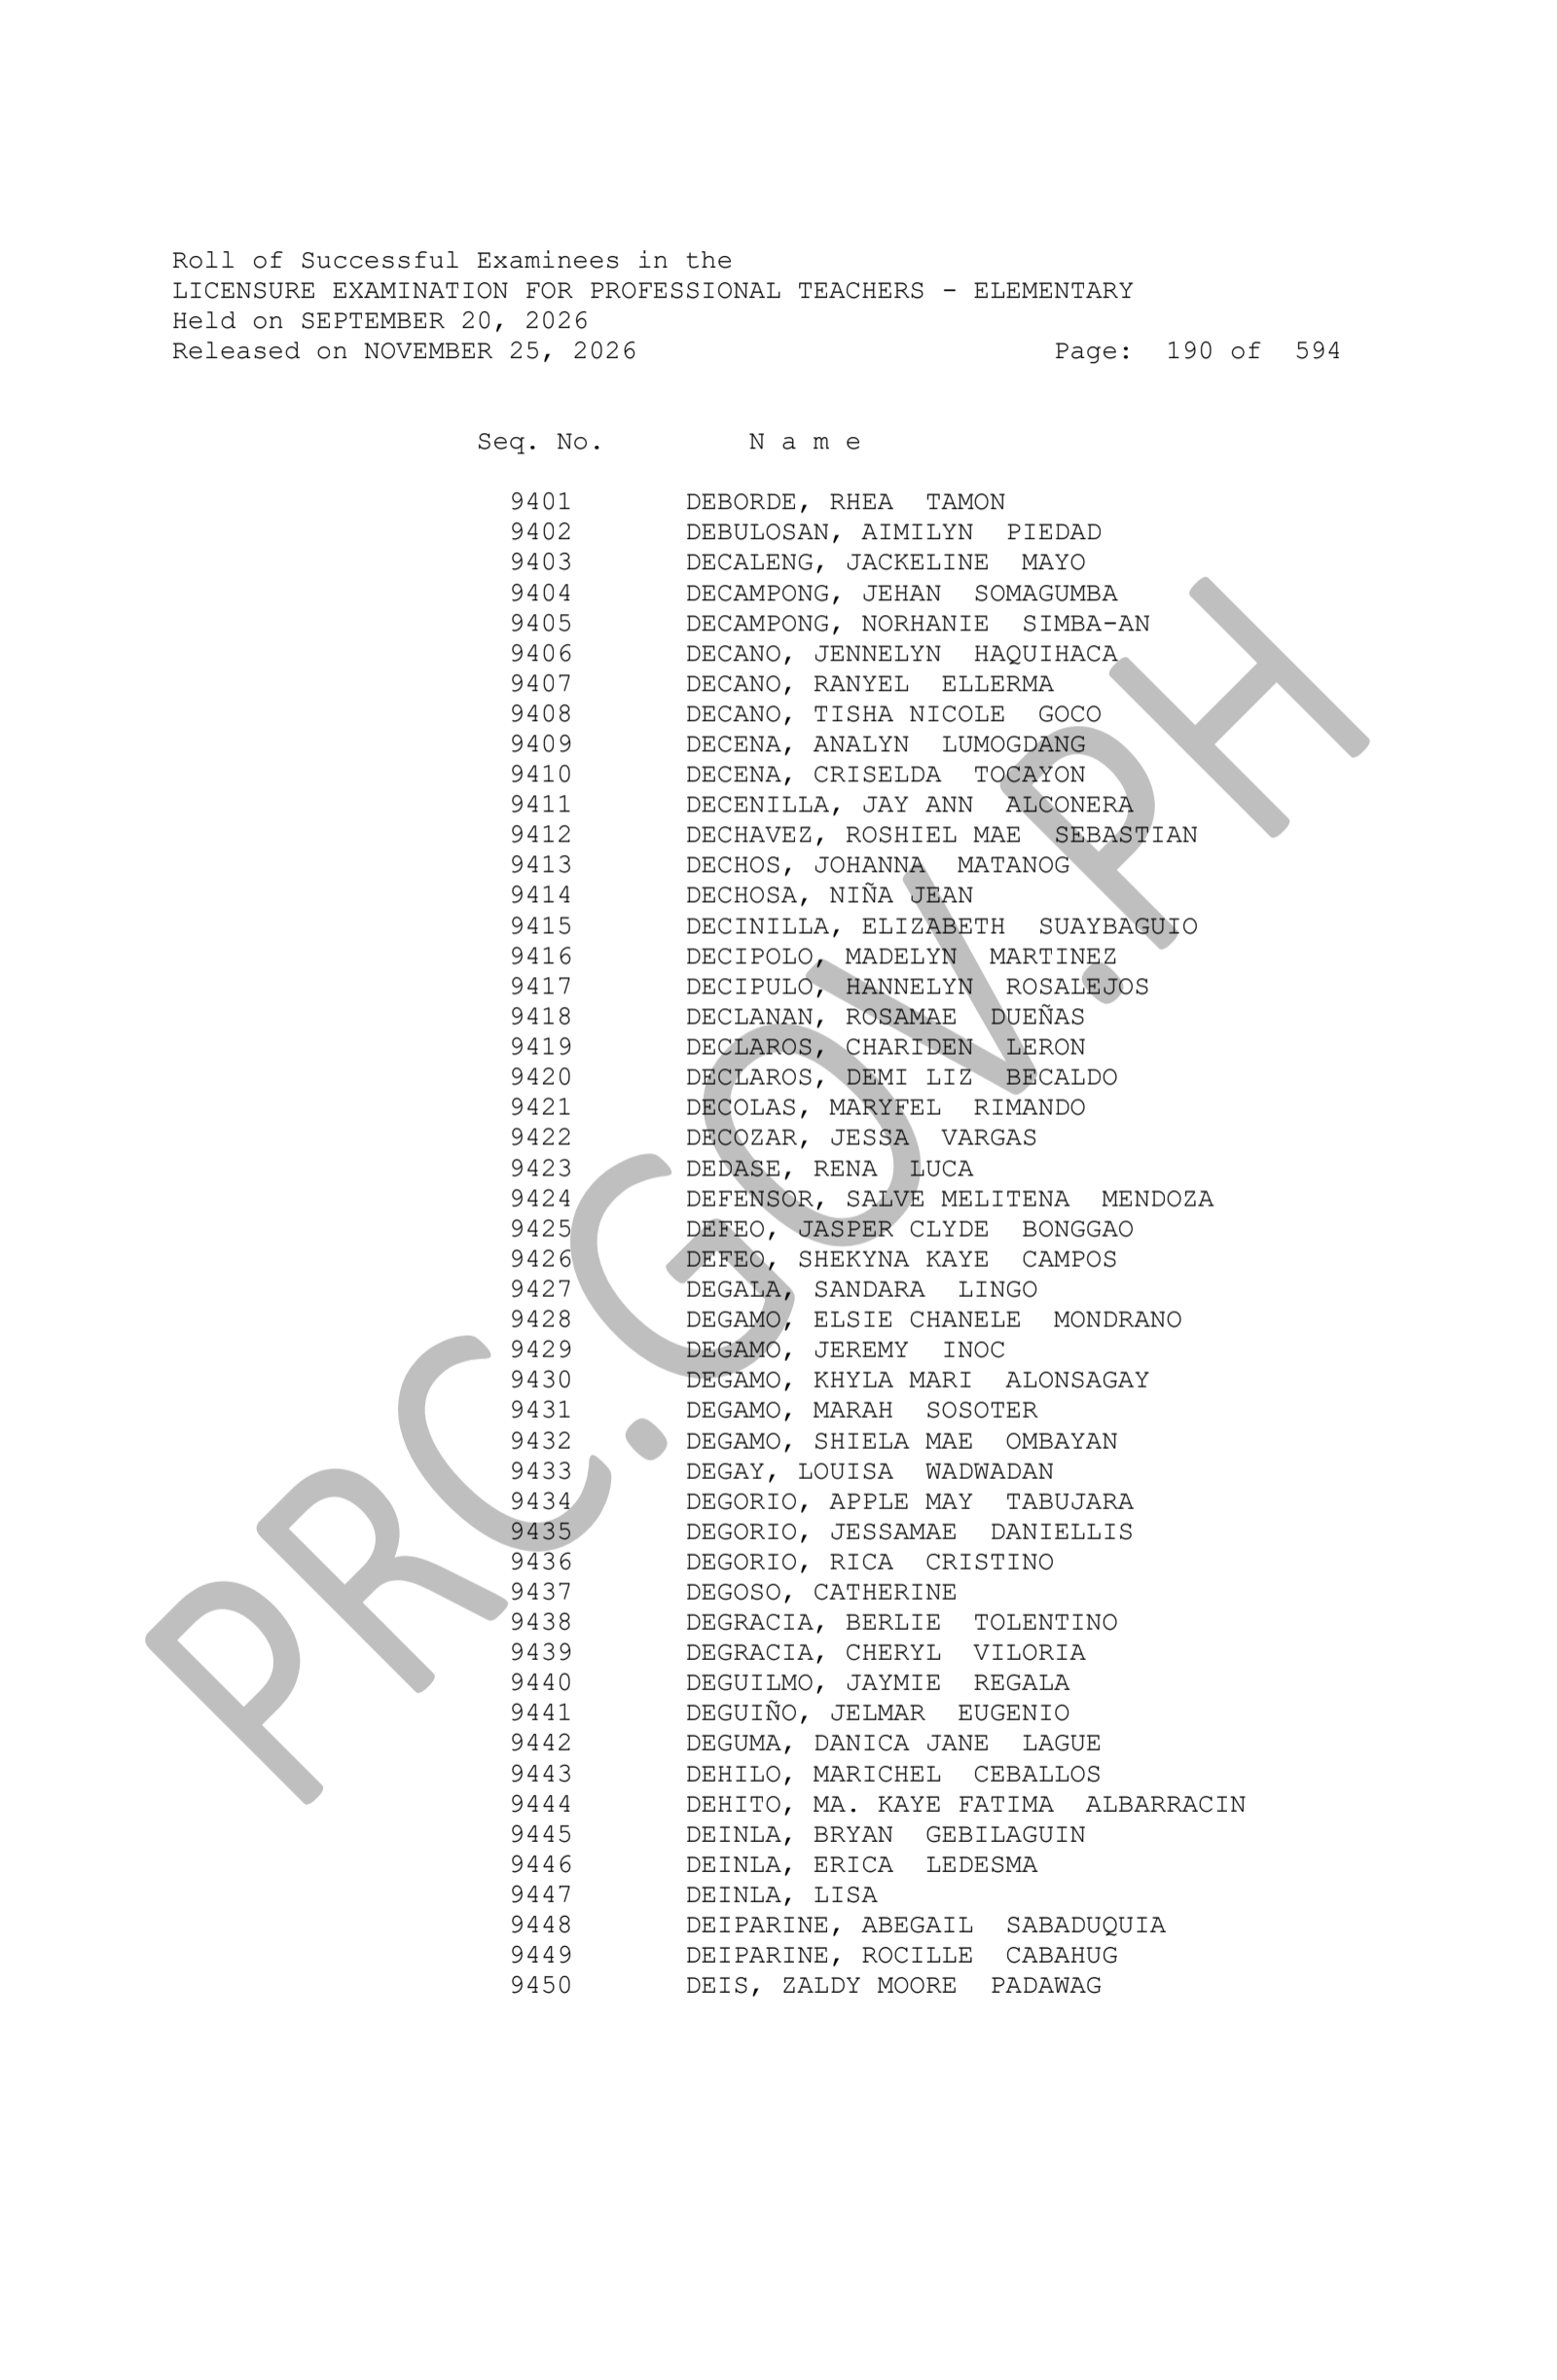 Roll of Successful Examinees in the
LICENSURE EXAMINATION FOR PROFESSIONAL TEACHERS - ELEMENTARY
Held on SEPTEMBER 20, 2026
Released on NOVEMBER 25, 2026 Page: 190 of 594
Seq. No. N a m e
9401 DEBORDE, RHEA TAMON
9402 DEBULOSAN, AIMILYN PIEDAD
9403 DECALENG, JACKELINE MAYO
9404 DECAMPONG, JEHAN SOMAGUMBA
9405 DECAMPONG, NORHANIE SIMBA-AN
9406 DECANO, JENNELYN HAQUIHACA
9407 DECANO, RANYEL ELLERMA
9408 DECANO, TISHA NICOLE GOCO
9409 DECENA, ANALYN LUMOGDANG
9410 DECENA, CRISELDA TOCAYON
9411 DECENILLA, JAY ANN ALCONERA
9412 DECHAVEZ, ROSHIEL MAE SEBASTIAN
9413 DECHOS, JOHANNA MATANOG
9414 DECHOSA, NIÑA JEAN
9415 DECINILLA, ELIZABETH SUAYBAGUIO
9416 DECIPOLO, MADELYN MARTINEZ
9417 DECIPULO, HANNELYN ROSALEJOS
9418 DECLANAN, ROSAMAE DUEÑAS
9419 DECLAROS, CHARIDEN LERON
9420 DECLAROS, DEMI LIZ BECALDO
9421 DECOLAS, MARYFEL RIMANDO
9422 DECOZAR, JESSA VARGAS
9423 DEDASE, RENA LUCA
9424 DEFENSOR, SALVE MELITENA MENDOZA
9425 DEFEO, JASPER CLYDE BONGGAO
9426 DEFEO, SHEKYNA KAYE CAMPOS
9427 DEGALA, SANDARA LINGO
9428 DEGAMO, ELSIE CHANELE MONDRANO
9429 DEGAMO, JEREMY INOC
9430 DEGAMO, KHYLA MARI ALONSAGAY
9431 DEGAMO, MARAH SOSOTER
9432 DEGAMO, SHIELA MAE OMBAYAN
9433 DEGAY, LOUISA WADWADAN
9434 DEGORIO, APPLE MAY TABUJARA
9435 DEGORIO, JESSAMAE DANIELLIS
9436 DEGORIO, RICA CRISTINO
9437 DEGOSO, CATHERINE
9438 DEGRACIA, BERLIE TOLENTINO
9439 DEGRACIA, CHERYL VILORIA
9440 DEGUILMO, JAYMIE REGALA
9441 DEGUIÑO, JELMAR EUGENIO
9442 DEGUMA, DANICA JANE LAGUE
9443 DEHILO, MARICHEL CEBALLOS
9444 DEHITO, MA. KAYE FATIMA ALBARRACIN
9445 DEINLA, BRYAN GEBILAGUIN
9446 DEINLA, ERICA LEDESMA
9447 DEINLA, LISA
9448 DEIPARINE, ABEGAIL SABADUQUIA
9449 DEIPARINE, ROCILLE CABAHUG
9450 DEIS, ZALDY MOORE PADAWAG
PRC.GOV.PH